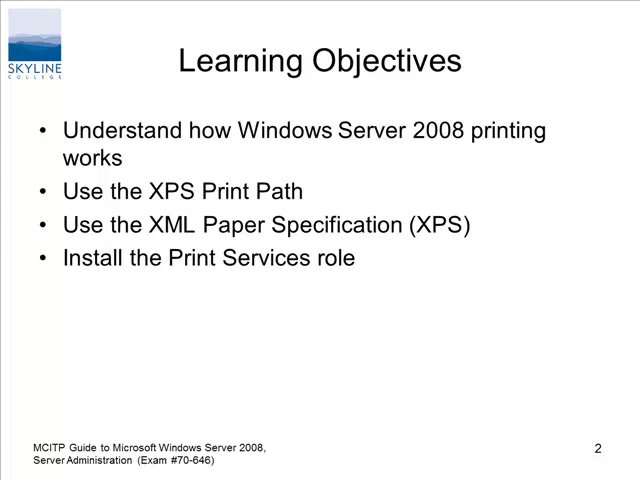 SKYLINE
COLLEGE
Learning Objectives
• Understand how Windows Server 2008 printing
works
• Use the XPS Print Path
• Use the XML Paper Specification (XPS)
• Install the Print Services role
MCITP Guide to Microsoft Windows Server 2008,
Server Administration (Exam #70-646)
2